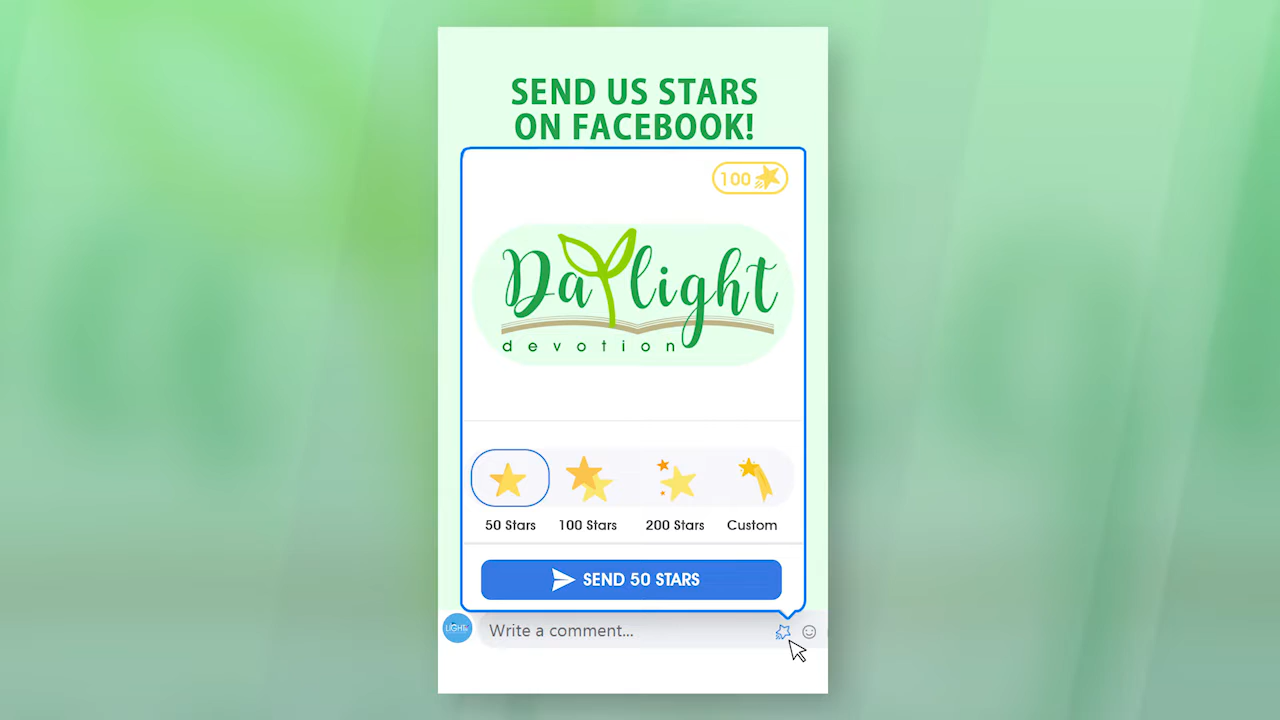 SEND US STARS
ON FACEBOOK!
100
Daylight
devotion
50 Stars
100 Stars
200 Stars
Custom
SEND 50 STARS
LIGHT
Write a comment...